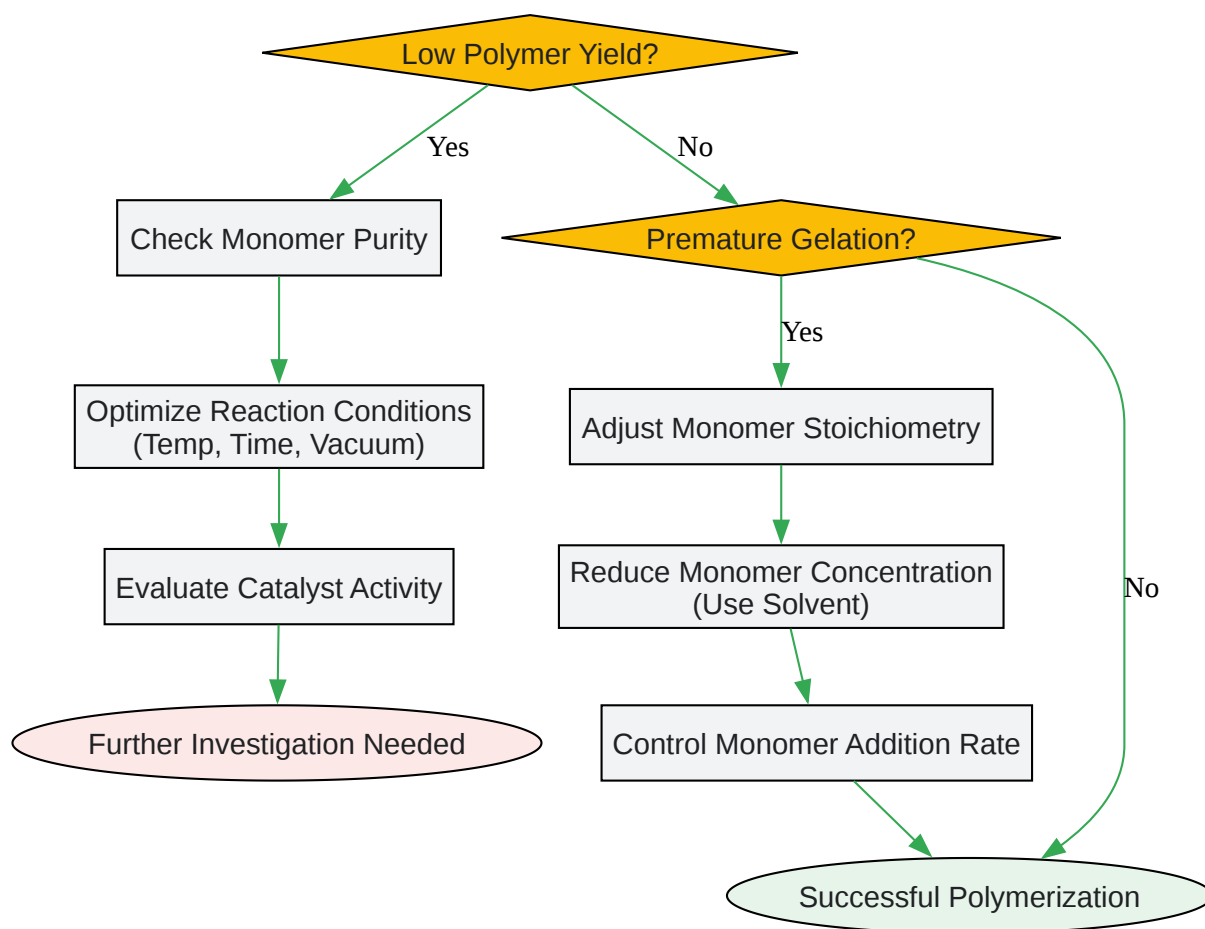 Low Polymer Yield?
Yes
No
Check Monomer Purity
Premature Gelation?
Yes
Optimize Reaction Conditions
(Temp, Time, Vacuum)
Adjust Monomer Stoichiometry
Evaluate Catalyst Activity
Reduce Monomer Concentration
(Use Solvent)
No
Further Investigation Needed
Control Monomer Addition Rate
Successful Polymerization